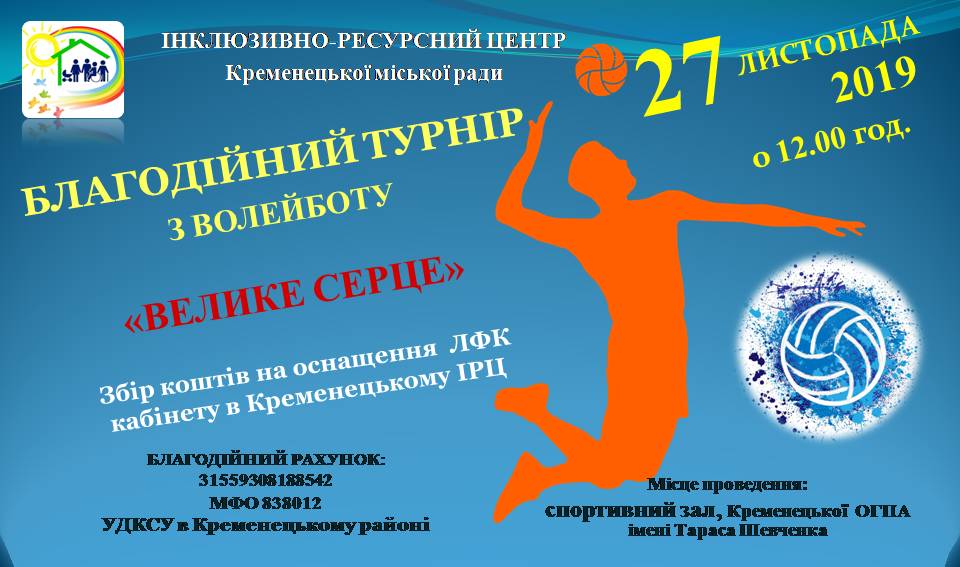 ІНКЛЮЗИВНО-РЕСУРСНИЙ ЦЕНТР
Кременецької міської ради
27 ЛИСТОПАДА
2019
о 12.00 год.
БЛАГОДІЙНИЙ ТУРНІР
З ВОЛЕЙБОТУ
«ВЕЛИКЕ СЕРЦЕ»
Збір коштів на оснащення ЛФК
кабінету в Кременецькому ІРЦ
БЛАГОДІЙНИЙ РАХУНОК:
31559308188542
МФО 838012
УДКСУ в Кременецькому районі
Місце проведення:
спортивний зал, Кременецької ОГПА
імені Тараса Шевченка